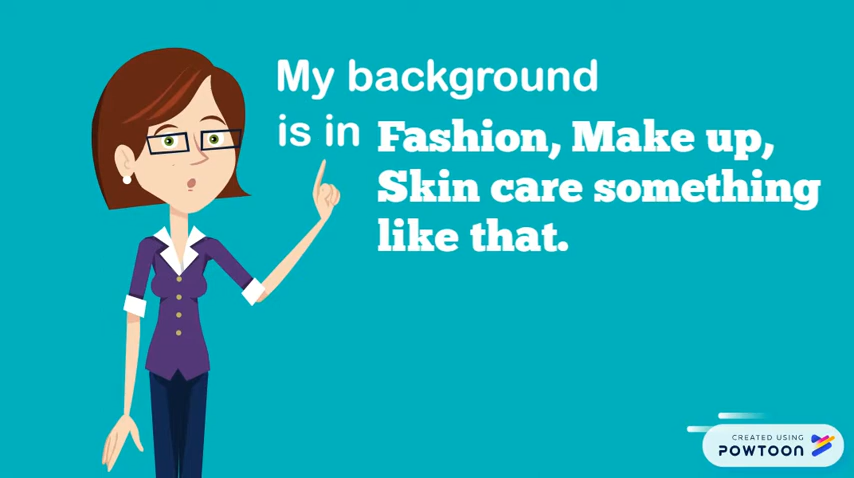 My background
is in Fashion, Make up,
Skin care something
like that.
CREATED USING
POWTOON